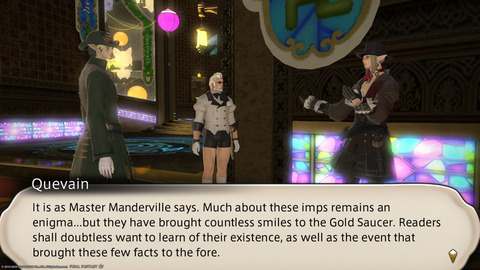 Quevain
It is as Master Manderville says. Much about these imps remains an
enigma...but they have brought countless smiles to the Gold Saucer. Readers
shall doubtless want to learn of their existence, as well as the event that
brought these few facts to the fore.